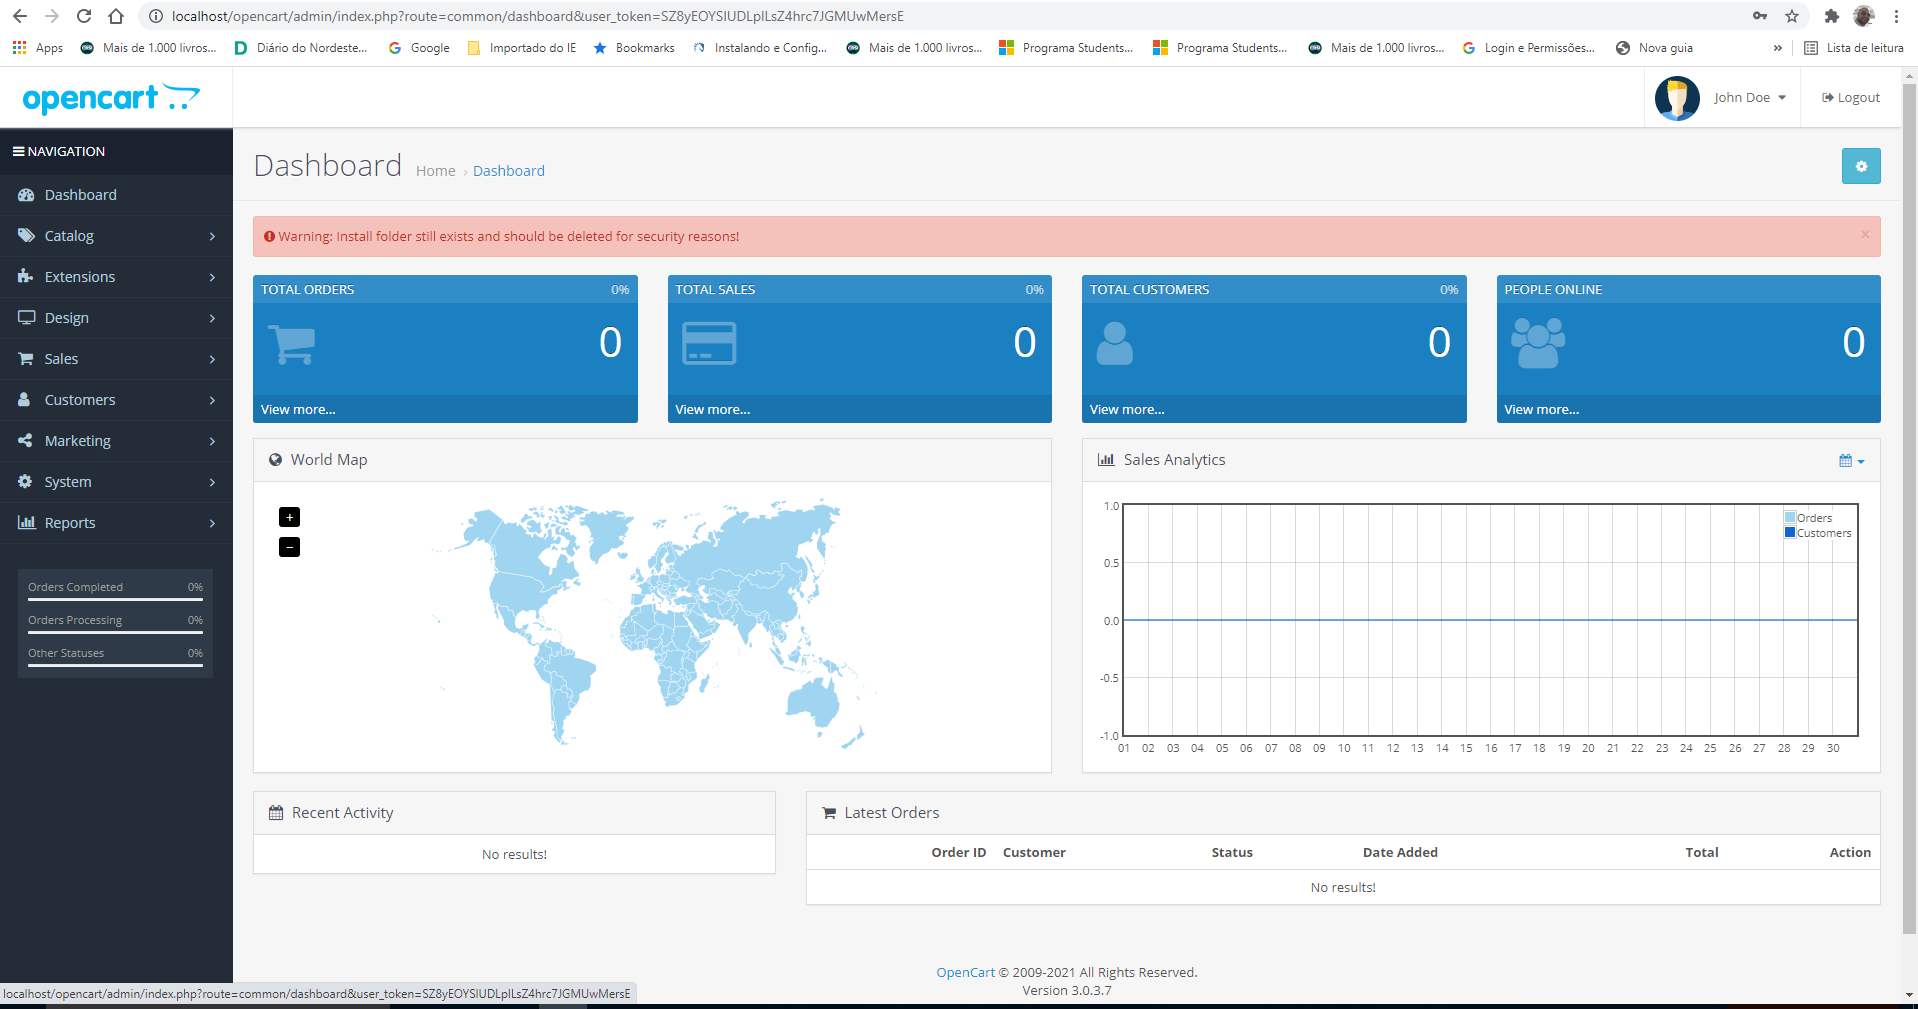 localhost/opencart/admin/index.php?route=common/dashboard&user_token=SZ8yEOYSIUDLpILsZ4hrc7JGMUwMersE
Apps Mais de 1.000 livros... Diário do Nordeste... Google Importado do IE Bookmarks Instalando e Config... Mais de 1.000 livros... Programa Students... Programa Students... Mais de 1.000 livros... Login e Permissões... Nova guia » Lista de leitura
opencart
John Doe
Logout
NAVIGATION
Dashboard
Catalog
Extensions
Design
Sales
Customers
Marketing
System
Reports
Orders Completed 0%
Orders Processing 0%
Other Statuses 0%
Dashboard Home › Dashboard
Warning: Install folder still exists and should be deleted for security reasons! ×
TOTAL ORDERS 0%
0
View more...
TOTAL SALES 0%
0
View more...
TOTAL CUSTOMERS 0%
0
View more...
PEOPLE ONLINE
0
View more...
World Map
+
−
Sales Analytics
1.0
0.5
0.0
-0.5
-1.0
Orders
Customers
01 02 03 04 05 06 07 08 09 10 11 12 13 14 15 16 17 18 19 20 21 22 23 24 25 26 27 28 29 30
Recent Activity
No results!
Latest Orders
Order ID Customer Status Date Added Total Action
No results!
OpenCart © 2009-2021 All Rights Reserved.
Version 3.0.3.7
localhost/opencart/admin/index.php?route=common/dashboard&user_token=SZ8yEOYSIUDLpILsZ4hrc7JGMUwMersE